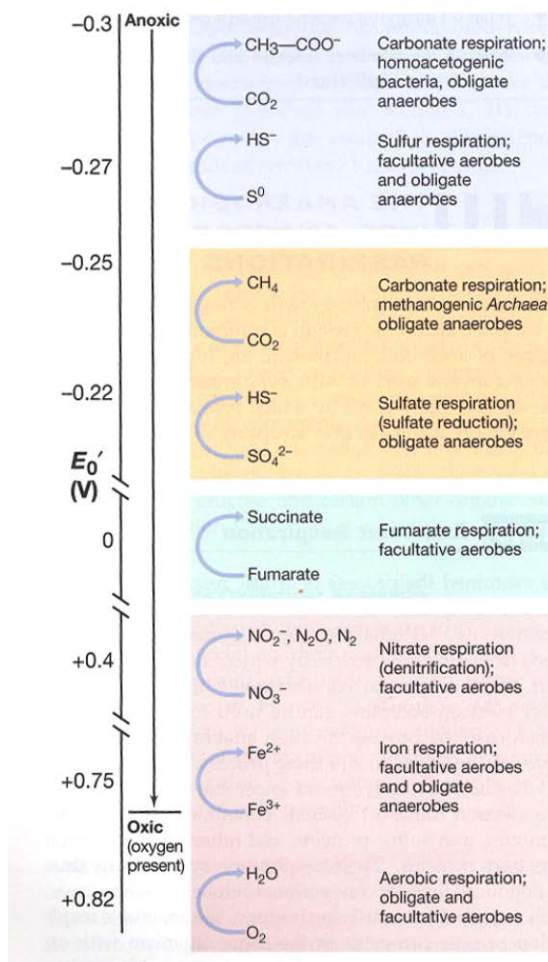 −0.3
Anoxic
CH₃—COO⁻
CO₂
Carbonate respiration;
homoacetogenic
bacteria, obligate
anaerobes
−0.27
HS⁻
S⁰
Sulfur respiration;
facultative aerobes
and obligate
anaerobes
−0.25
CH₄
CO₂
Carbonate respiration;
methanogenic Archaea
obligate anaerobes
−0.22
HS⁻
SO₄²⁻
Sulfate respiration
(sulfate reduction);
obligate anaerobes
E₀′
(V)
0
Succinate
Fumarate
Fumarate respiration;
facultative aerobes
+0.4
NO₂⁻, N₂O, N₂
NO₃⁻
Nitrate respiration
(denitrification);
facultative aerobes
+0.75
Fe²⁺
Fe³⁺
Iron respiration;
facultative aerobes
and obligate
anaerobes
Oxic
(oxygen
present)
+0.82
H₂O
O₂
Aerobic respiration;
obligate and
facultative aerobes